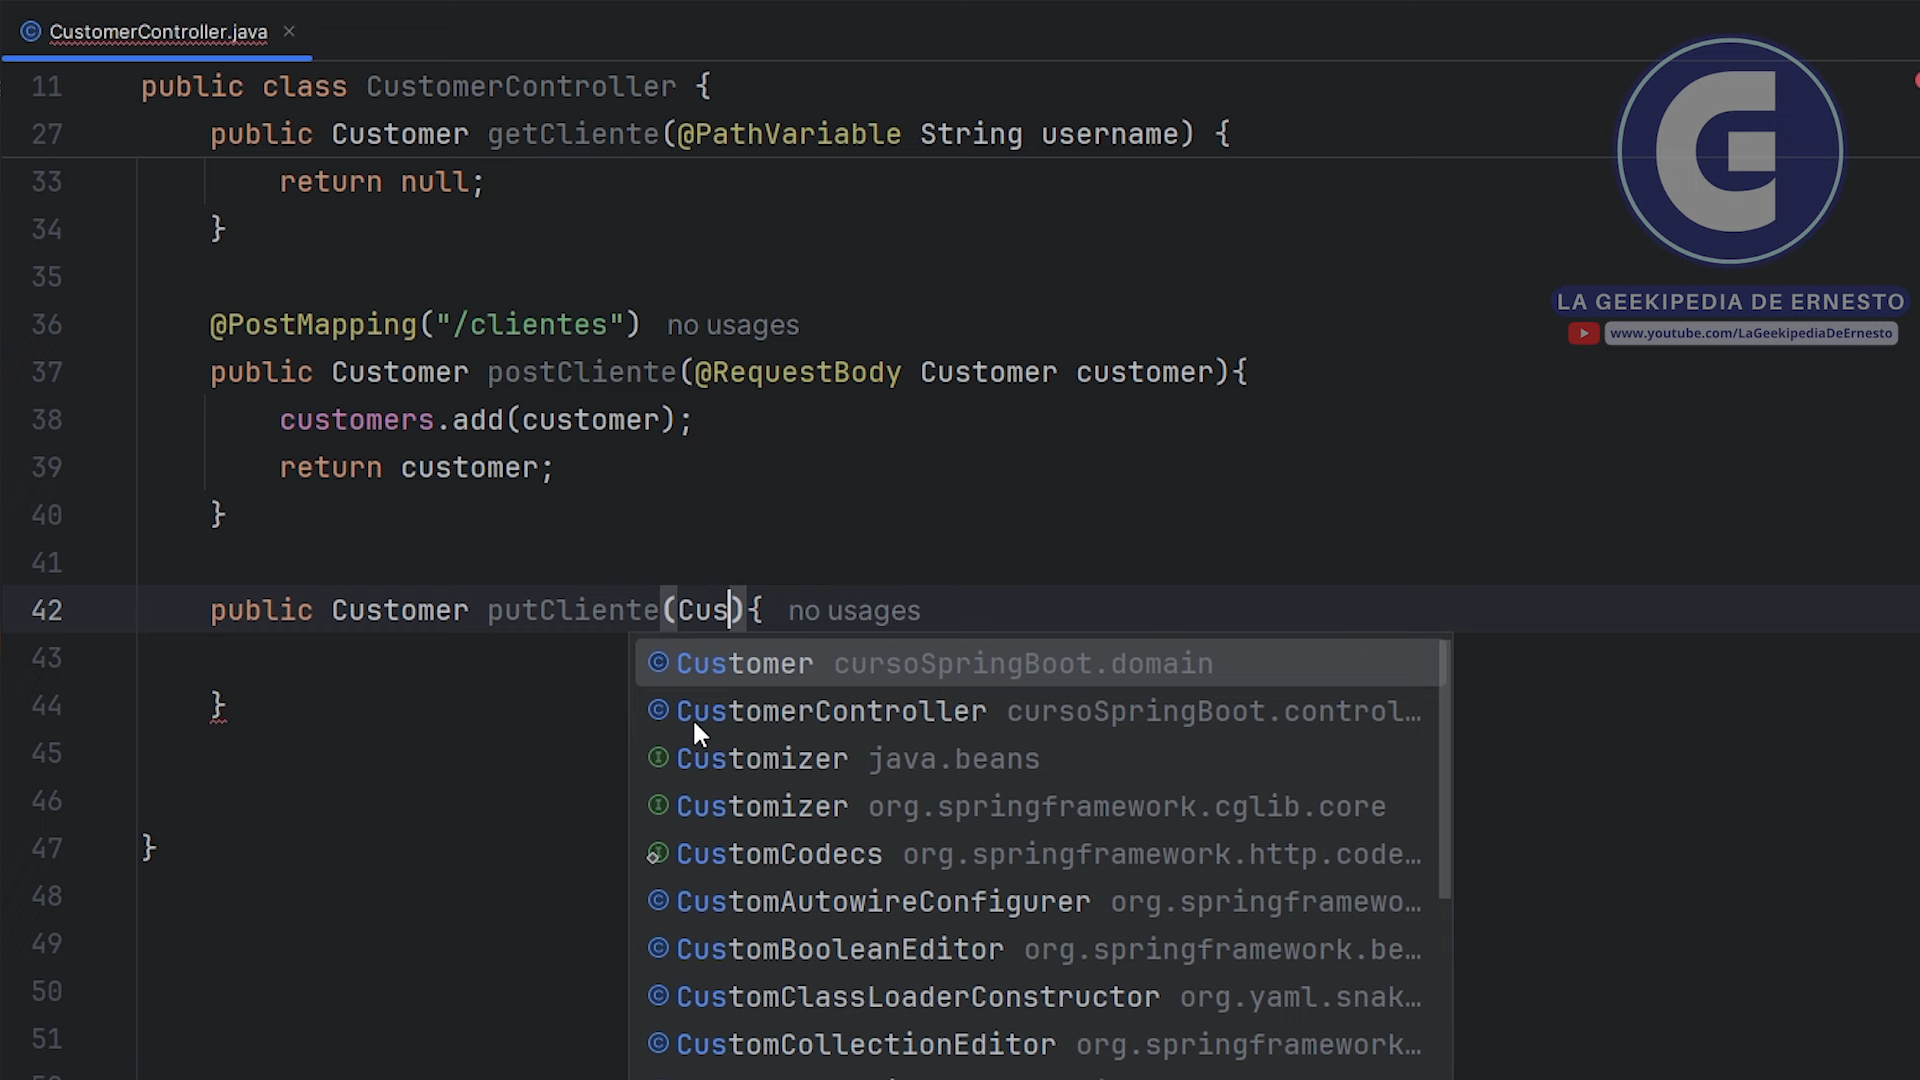 CustomerController.java
11 public class CustomerController {
27 public Customer getCliente(@PathVariable String username) {
33 return null;
34 }
35
36 @PostMapping("/clientes") no usages
37 public Customer postCliente(@RequestBody Customer customer){
38 customers.add(customer);
39 return customer;
40 }
41
42 public Customer putCliente(Cus){ no usages
43
44 }
45
46
47 }
48
49
50
51
Customer cursoSpringBoot.domain
CustomerController cursoSpringBoot.control…
Customizer java.beans
Customizer org.springframework.cglib.core
CustomCodecs org.springframework.http.code…
CustomAutowireConfigurer org.springframewo…
CustomBooleanEditor org.springframework.be…
CustomClassLoaderConstructor org.yaml.snak…
CustomCollectionEditor org.springframework…
LA GEEKIPEDIA DE ERNESTO
www.youtube.com/LaGeekipediaDeErnesto